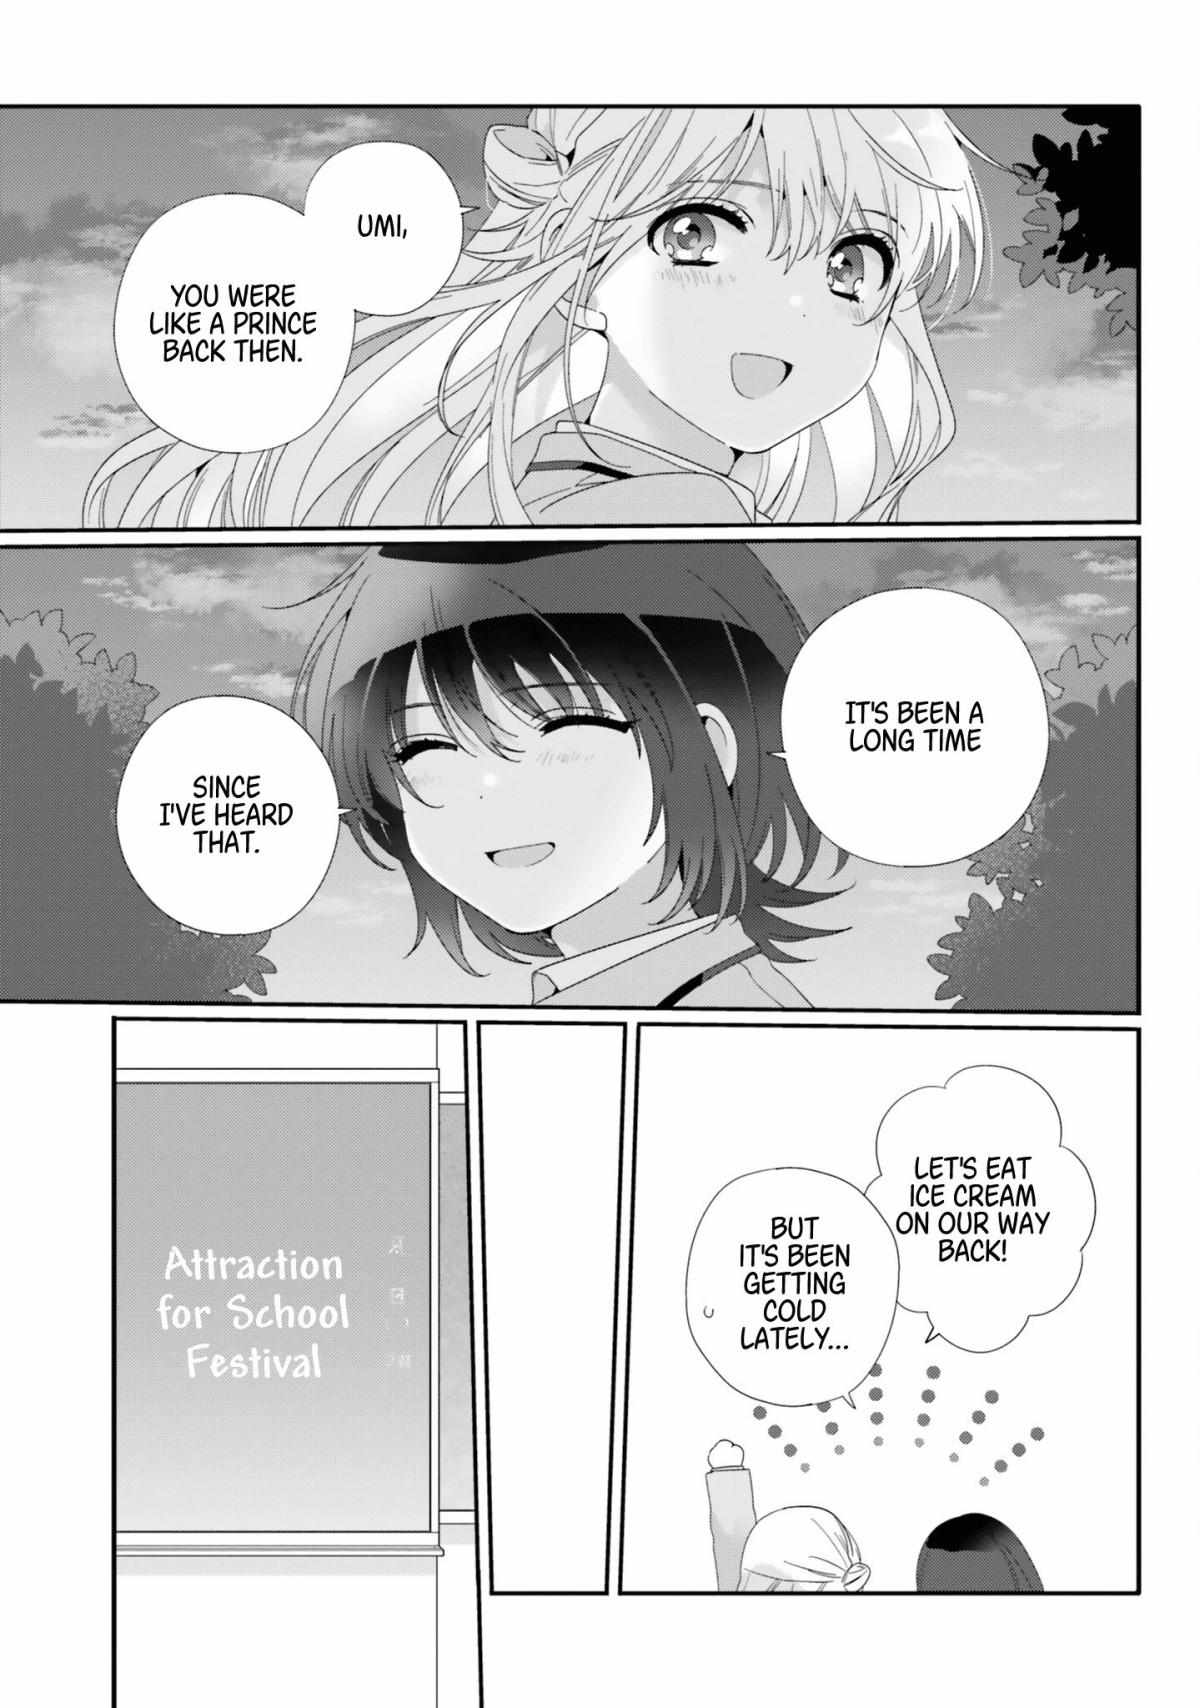 UMI,
YOU WERE
LIKE A PRINCE
BACK THEN.
IT'S BEEN A
LONG TIME
SINCE
I'VE HEARD
THAT.
LET'S EAT
ICE CREAM
ON OUR WAY
BACK!
BUT
IT'S BEEN
GETTING
COLD
LATELY...
Attraction
for School
Festival